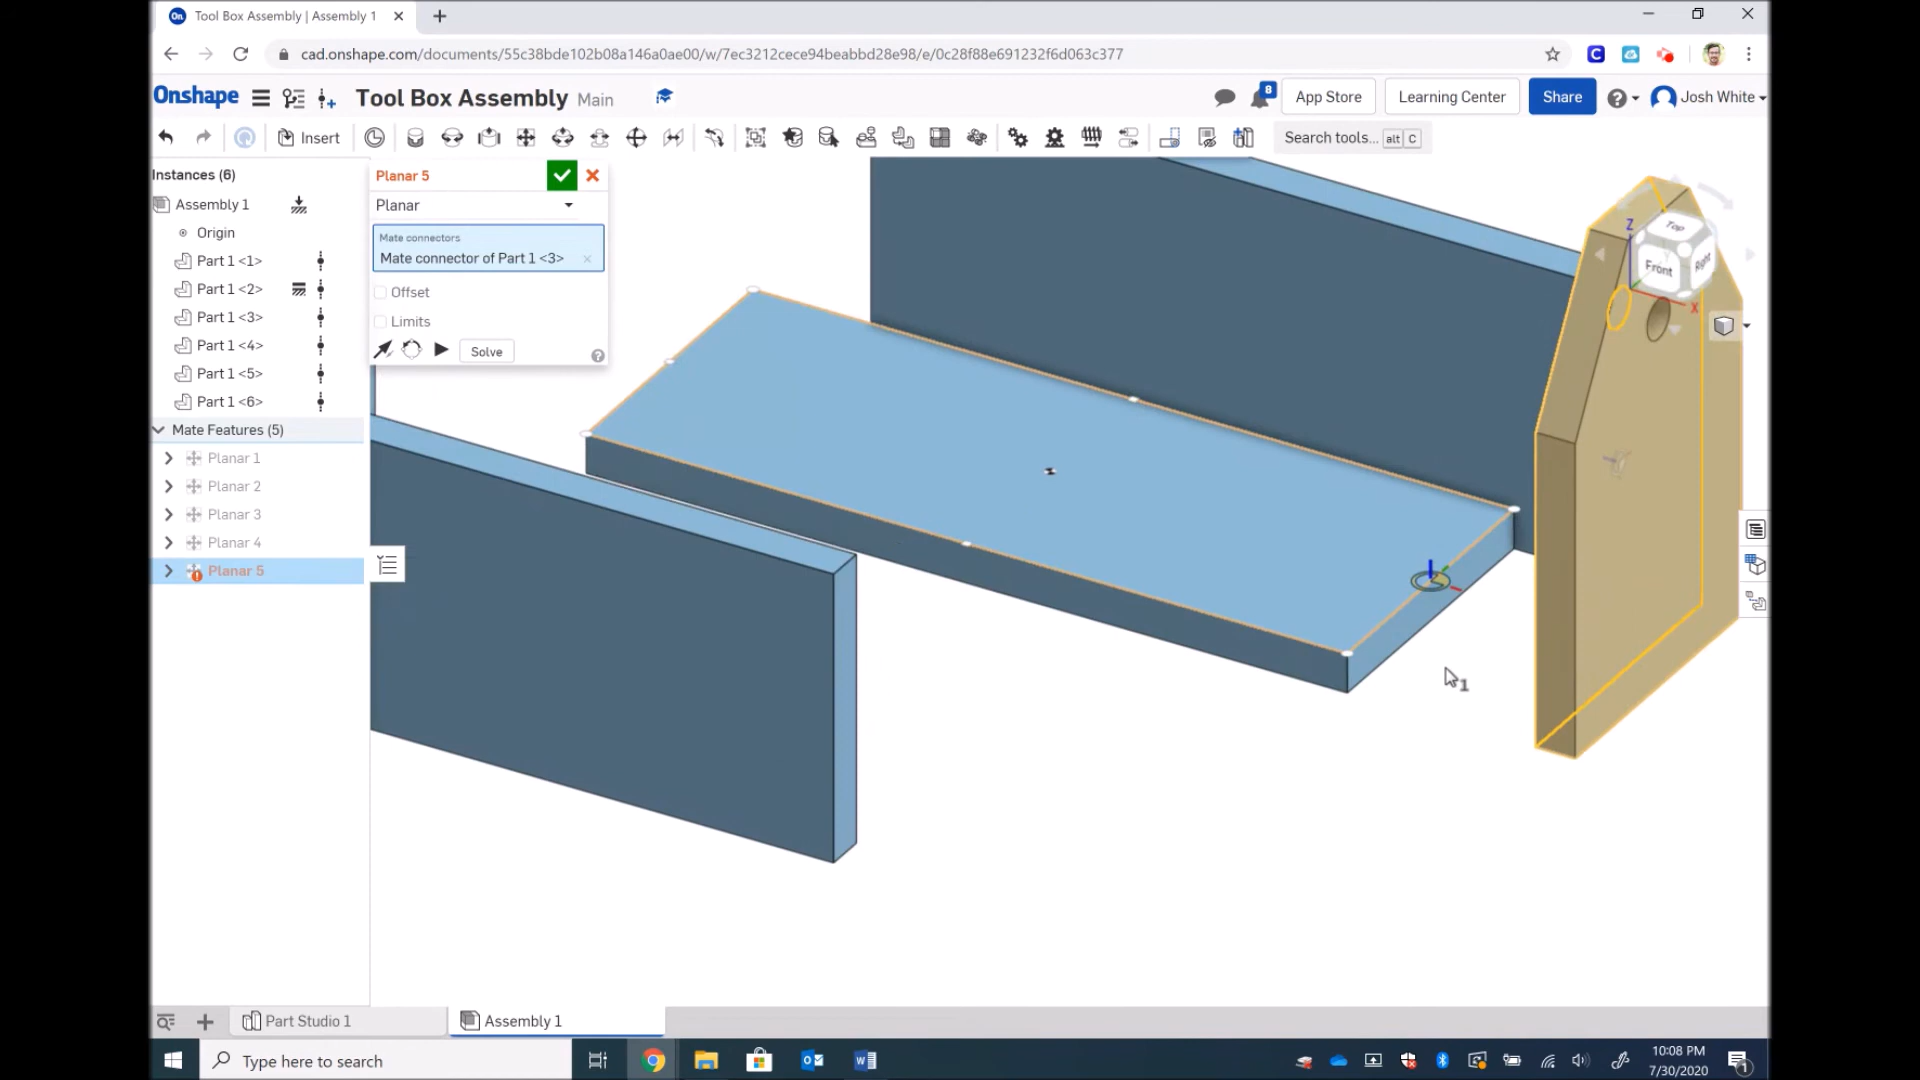 On Tool Box Assembly | Assembly 1
cad.onshape.com/documents/55c38bde102b08a146a0ae00/w/7ec3212cece94beabbd28e98/e/0c28f88e691232f6d063c377
C
Onshape Tool Box Assembly Main
8
App Store
Learning Center
Share
Josh White
Insert
Search tools... alt C
Instances (6)
Assembly 1
Origin
Part 1 <1>
Part 1 <2>
Part 1 <3>
Part 1 <4>
Part 1 <5>
Part 1 <6>
Mate Features (5)
Planar 1
Planar 2
Planar 3
Planar 4
Planar 5
Planar 5
Planar
Mate connectors
Mate connector of Part 1 <3>
Offset
Limits
Solve
Z
Top
Front
Right
X
1
Part Studio 1
Assembly 1
Type here to search
10:08 PM
7/30/2020
1